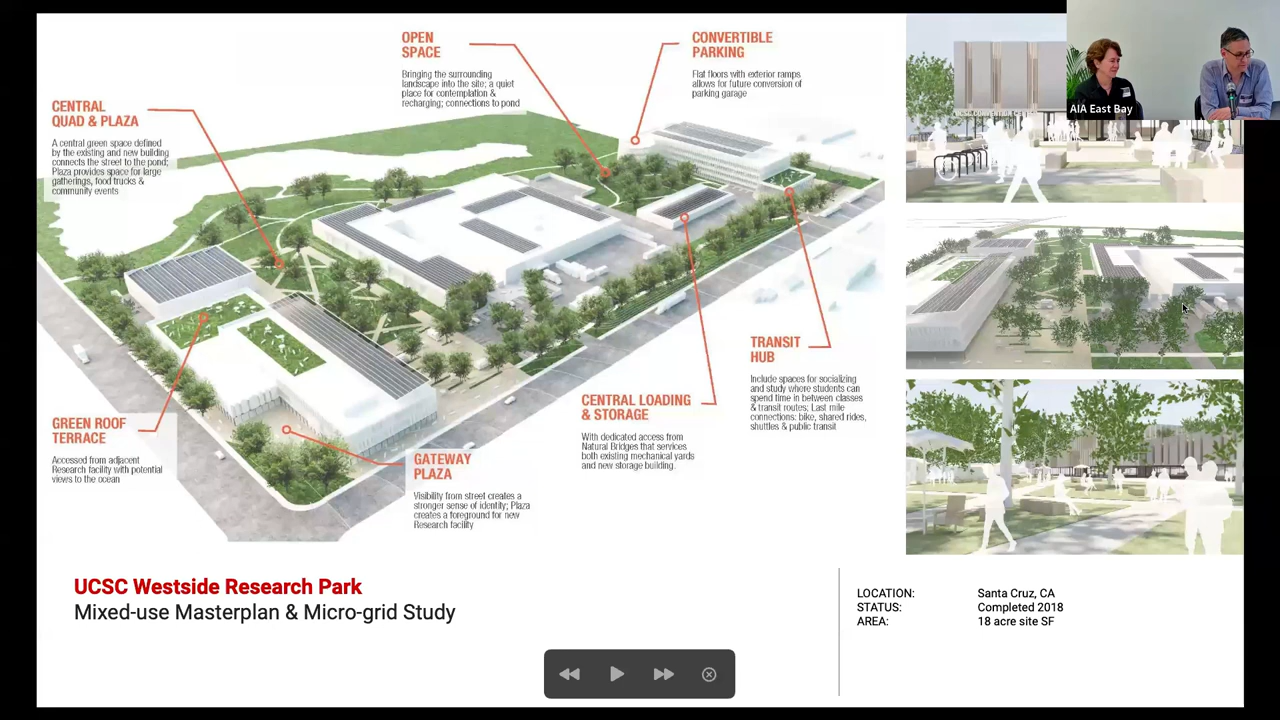 OPEN
SPACE
Bringing the surrounding
landscape into the site; a quiet
place for contemplation &
recharging; connections to pond
CONVERTIBLE
PARKING
Flat floors with exterior ramps
allows for future conversion of
parking garage
CENTRAL
QUAD & PLAZA
A central green space defined
by the existing and new building
connects the street to the pond;
Plaza provides space for large
gatherings, food trucks &
community events
AIA East Bay
TRANSIT
HUB
Include spaces for socializing
and study where students can
spend time in between classes
& transit routes; Last mile
connections: bike, shared rides,
shuttles & public transit
CENTRAL LOADING
& STORAGE
With dedicated access from
Natural Bridges that services
both existing mechanical yards
and new storage building.
GREEN ROOF
TERRACE
Accessed from adjacent
Research facility with potential
views to the ocean
GATEWAY
PLAZA
Visibility from street creates a
stronger sense of identity; Plaza
creates a foreground for new
Research facility
UCSC Westside Research Park
Mixed-use Masterplan & Micro-grid Study
LOCATION: Santa Cruz, CA
STATUS: Completed 2018
AREA: 18 acre site SF